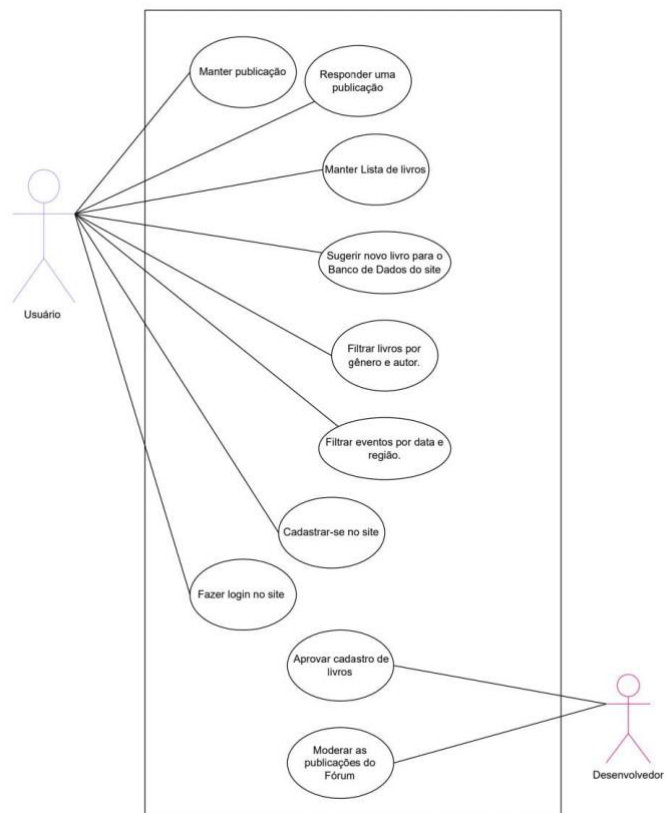 Manter publicação
Responder uma
publicação
Manter Lista de livros
Sugerir novo livro para o
Banco de Dados do site
Usuário
Filtrar livros por
gênero e autor.
Filtrar eventos por data e
região.
Cadastrar-se no site
Fazer login no site
Aprovar cadastro de
livros
Moderar as
publicações do
Fórum
Desenvolvedor